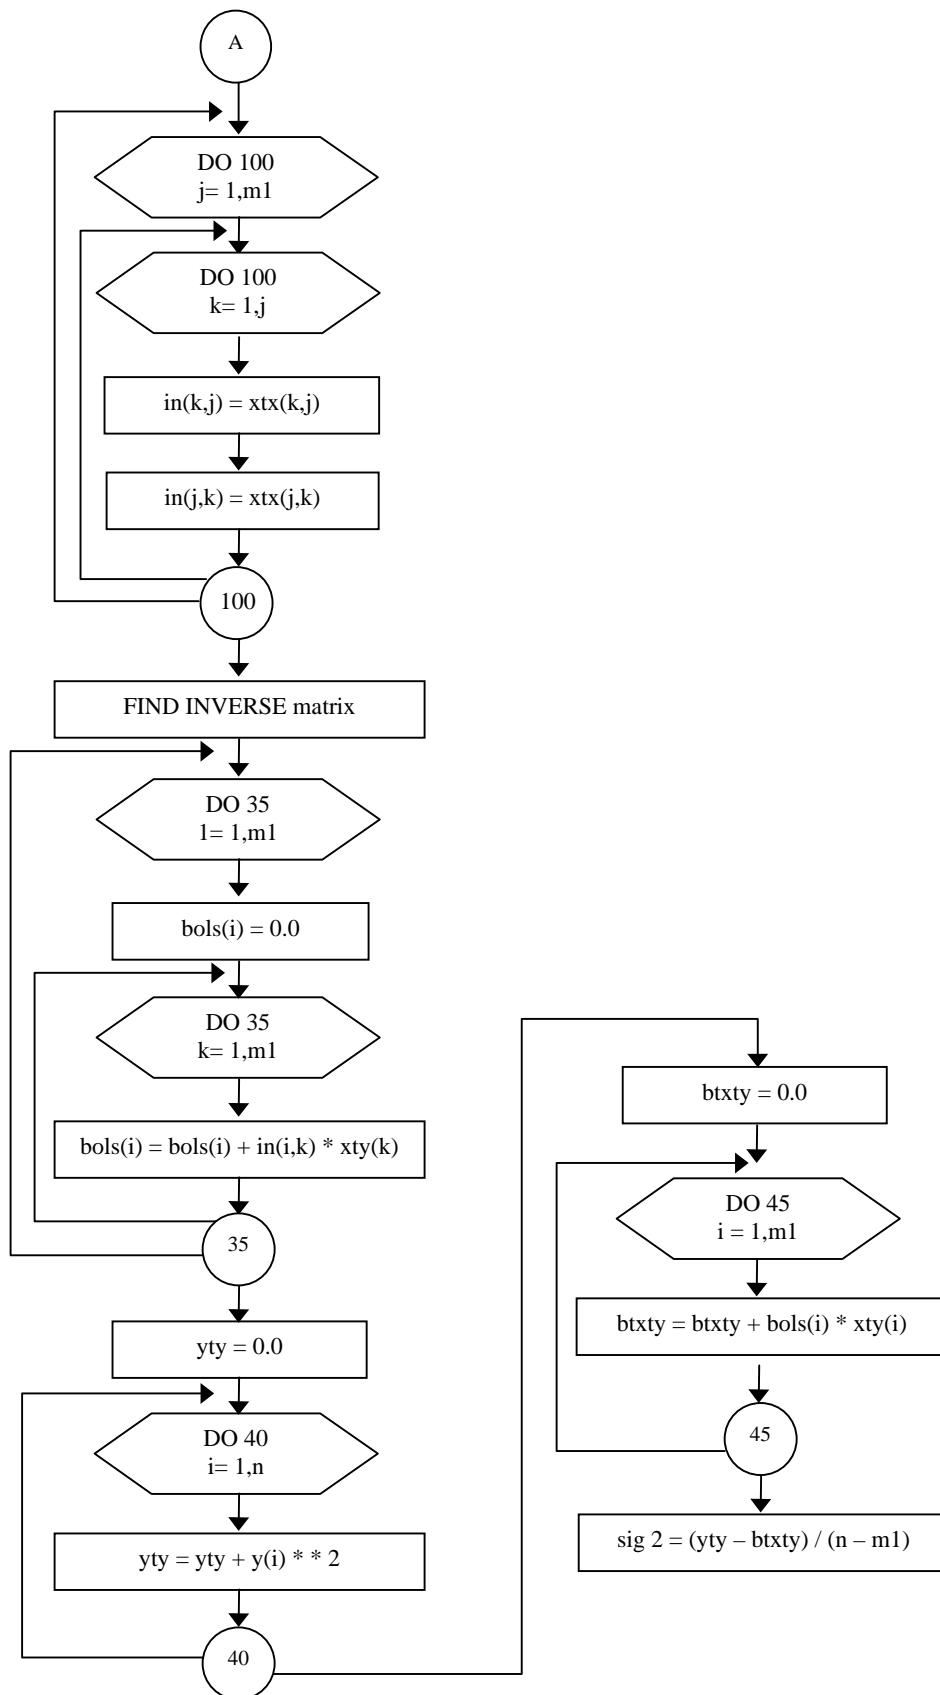 A
DO 100
j= 1,m1
DO 100
k= 1,j
in(k,j) = xtx(k,j)
in(j,k) = xtx(j,k)
100
FIND INVERSE matrix
DO 35
1= 1,m1
bols(i) = 0.0
DO 35
k= 1,m1
bols(i) = bols(i) + in(i,k) * xty(k)
35
yty = 0.0
DO 40
i= 1,n
yty = yty + y(i) * * 2
40
btxty = 0.0
DO 45
i = 1,m1
btxty = btxty + bols(i) * xty(i)
45
sig 2 = (yty – btxty) / (n – m1)